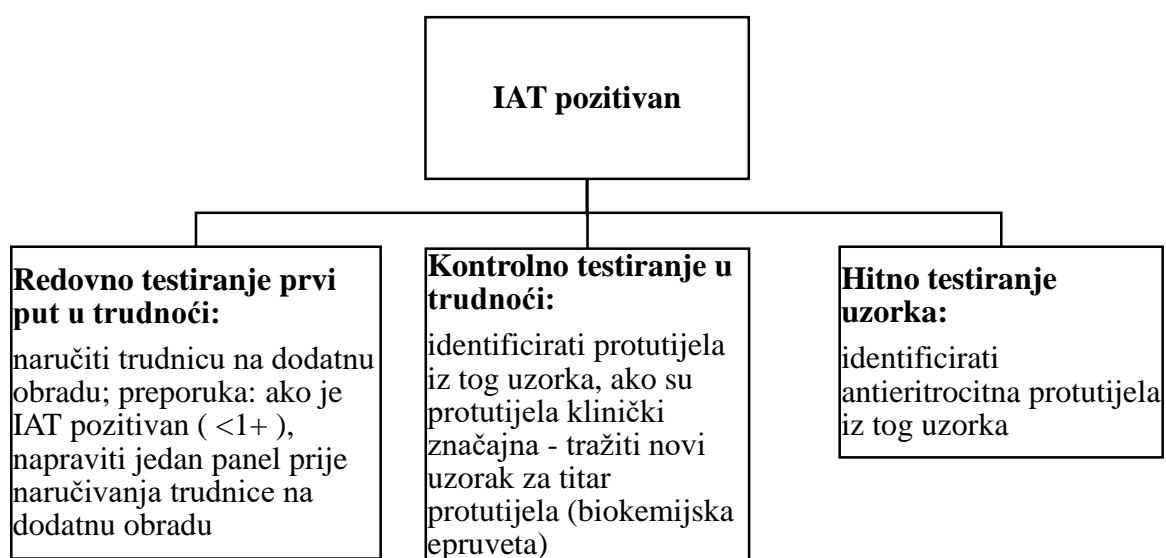 IAT pozitivan
Redovno testiranje prvi
put u trudnoći:
naručiti trudnicu na dodatnu
obradu; preporuka: ako je
IAT pozitivan ( <1+ ),
napraviti jedan panel prije
naručivanja trudnice na
dodatnu obradu
Kontrolno testiranje u
trudnoći:
identificirati protutijela
iz tog uzorka, ako su
protutijela klinički
značajna - tražiti novi
uzorak za titar
protutijela (biokemijska
epruveta)
Hitno testiranje
uzorka:
identificirati
antieritrocitna protutijela
iz tog uzorka